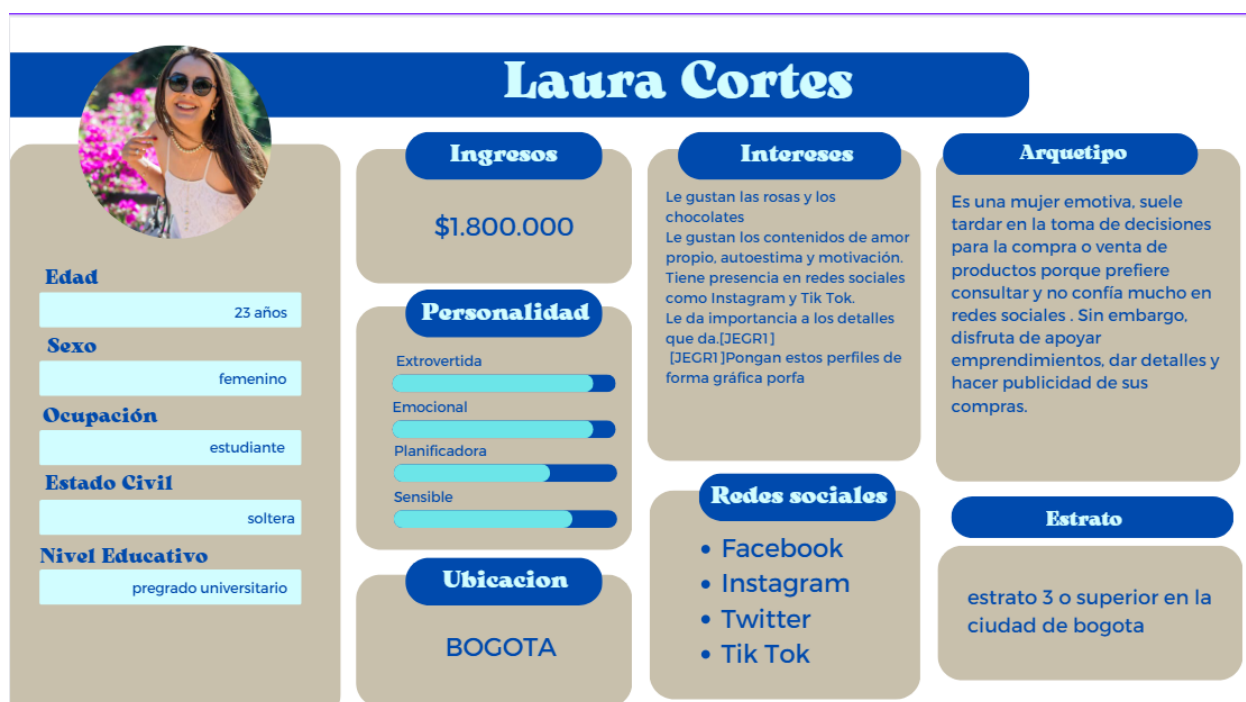 Laura Cortes
Edad
23 años
Sexo
femenino
Ocupación
estudiante
Estado Civil
soltera
Nivel Educativo
pregrado universitario
Ingresos
$1.800.000
Personalidad
Extrovertida
Emocional
Planificadora
Sensible
Ubicacion
BOGOTA
Intereses
Le gustan las rosas y los
chocolates
Le gustan los contenidos de amor
propio, autoestima y motivación.
Tiene presencia en redes sociales
como Instagram y Tik Tok.
Le da importancia a los detalles
que da.[JEGR1]
[JEGR1]Pongan estos perfiles de
forma gráfica porfa
Redes sociales
• Facebook
• Instagram
• Twitter
• Tik Tok
Arquetipo
Es una mujer emotiva, suele
tardar en la toma de decisiones
para la compra o venta de
productos porque prefiere
consultar y no confía mucho en
redes sociales . Sin embargo,
disfruta de apoyar
emprendimientos, dar detalles y
hacer publicidad de sus
compras.
Estrato
estrato 3 o superior en la
ciudad de bogota